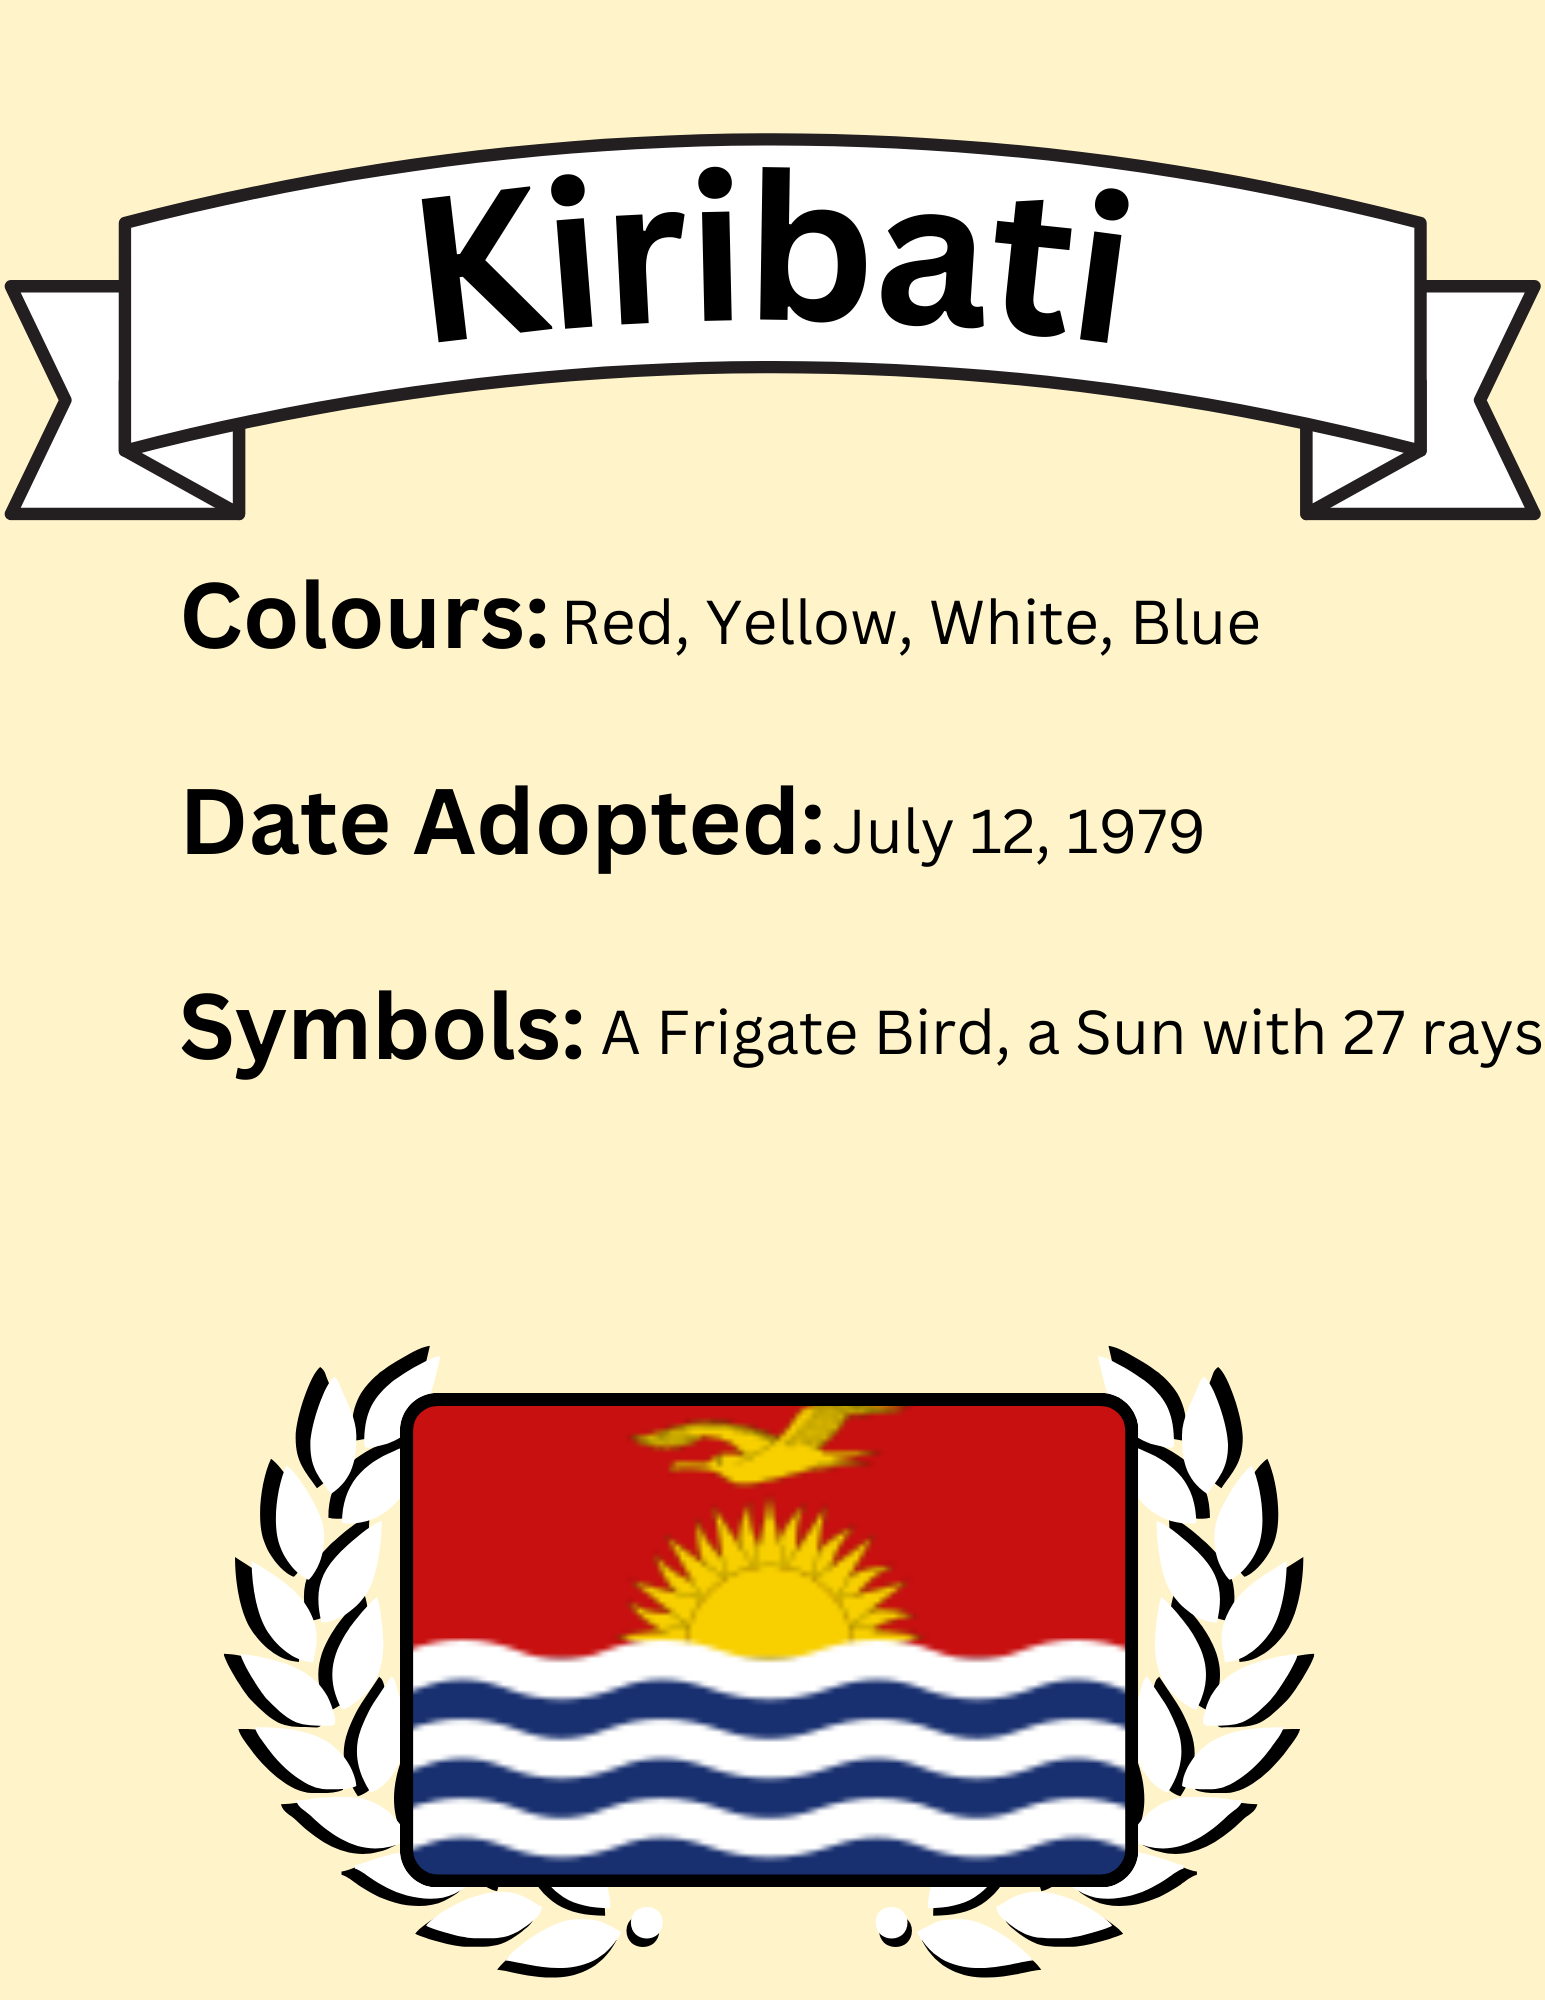 Kiribati
Colours: Red, Yellow, White, Blue
Date Adopted: July 12, 1979
Symbols: A Frigate Bird, a Sun with 27 rays